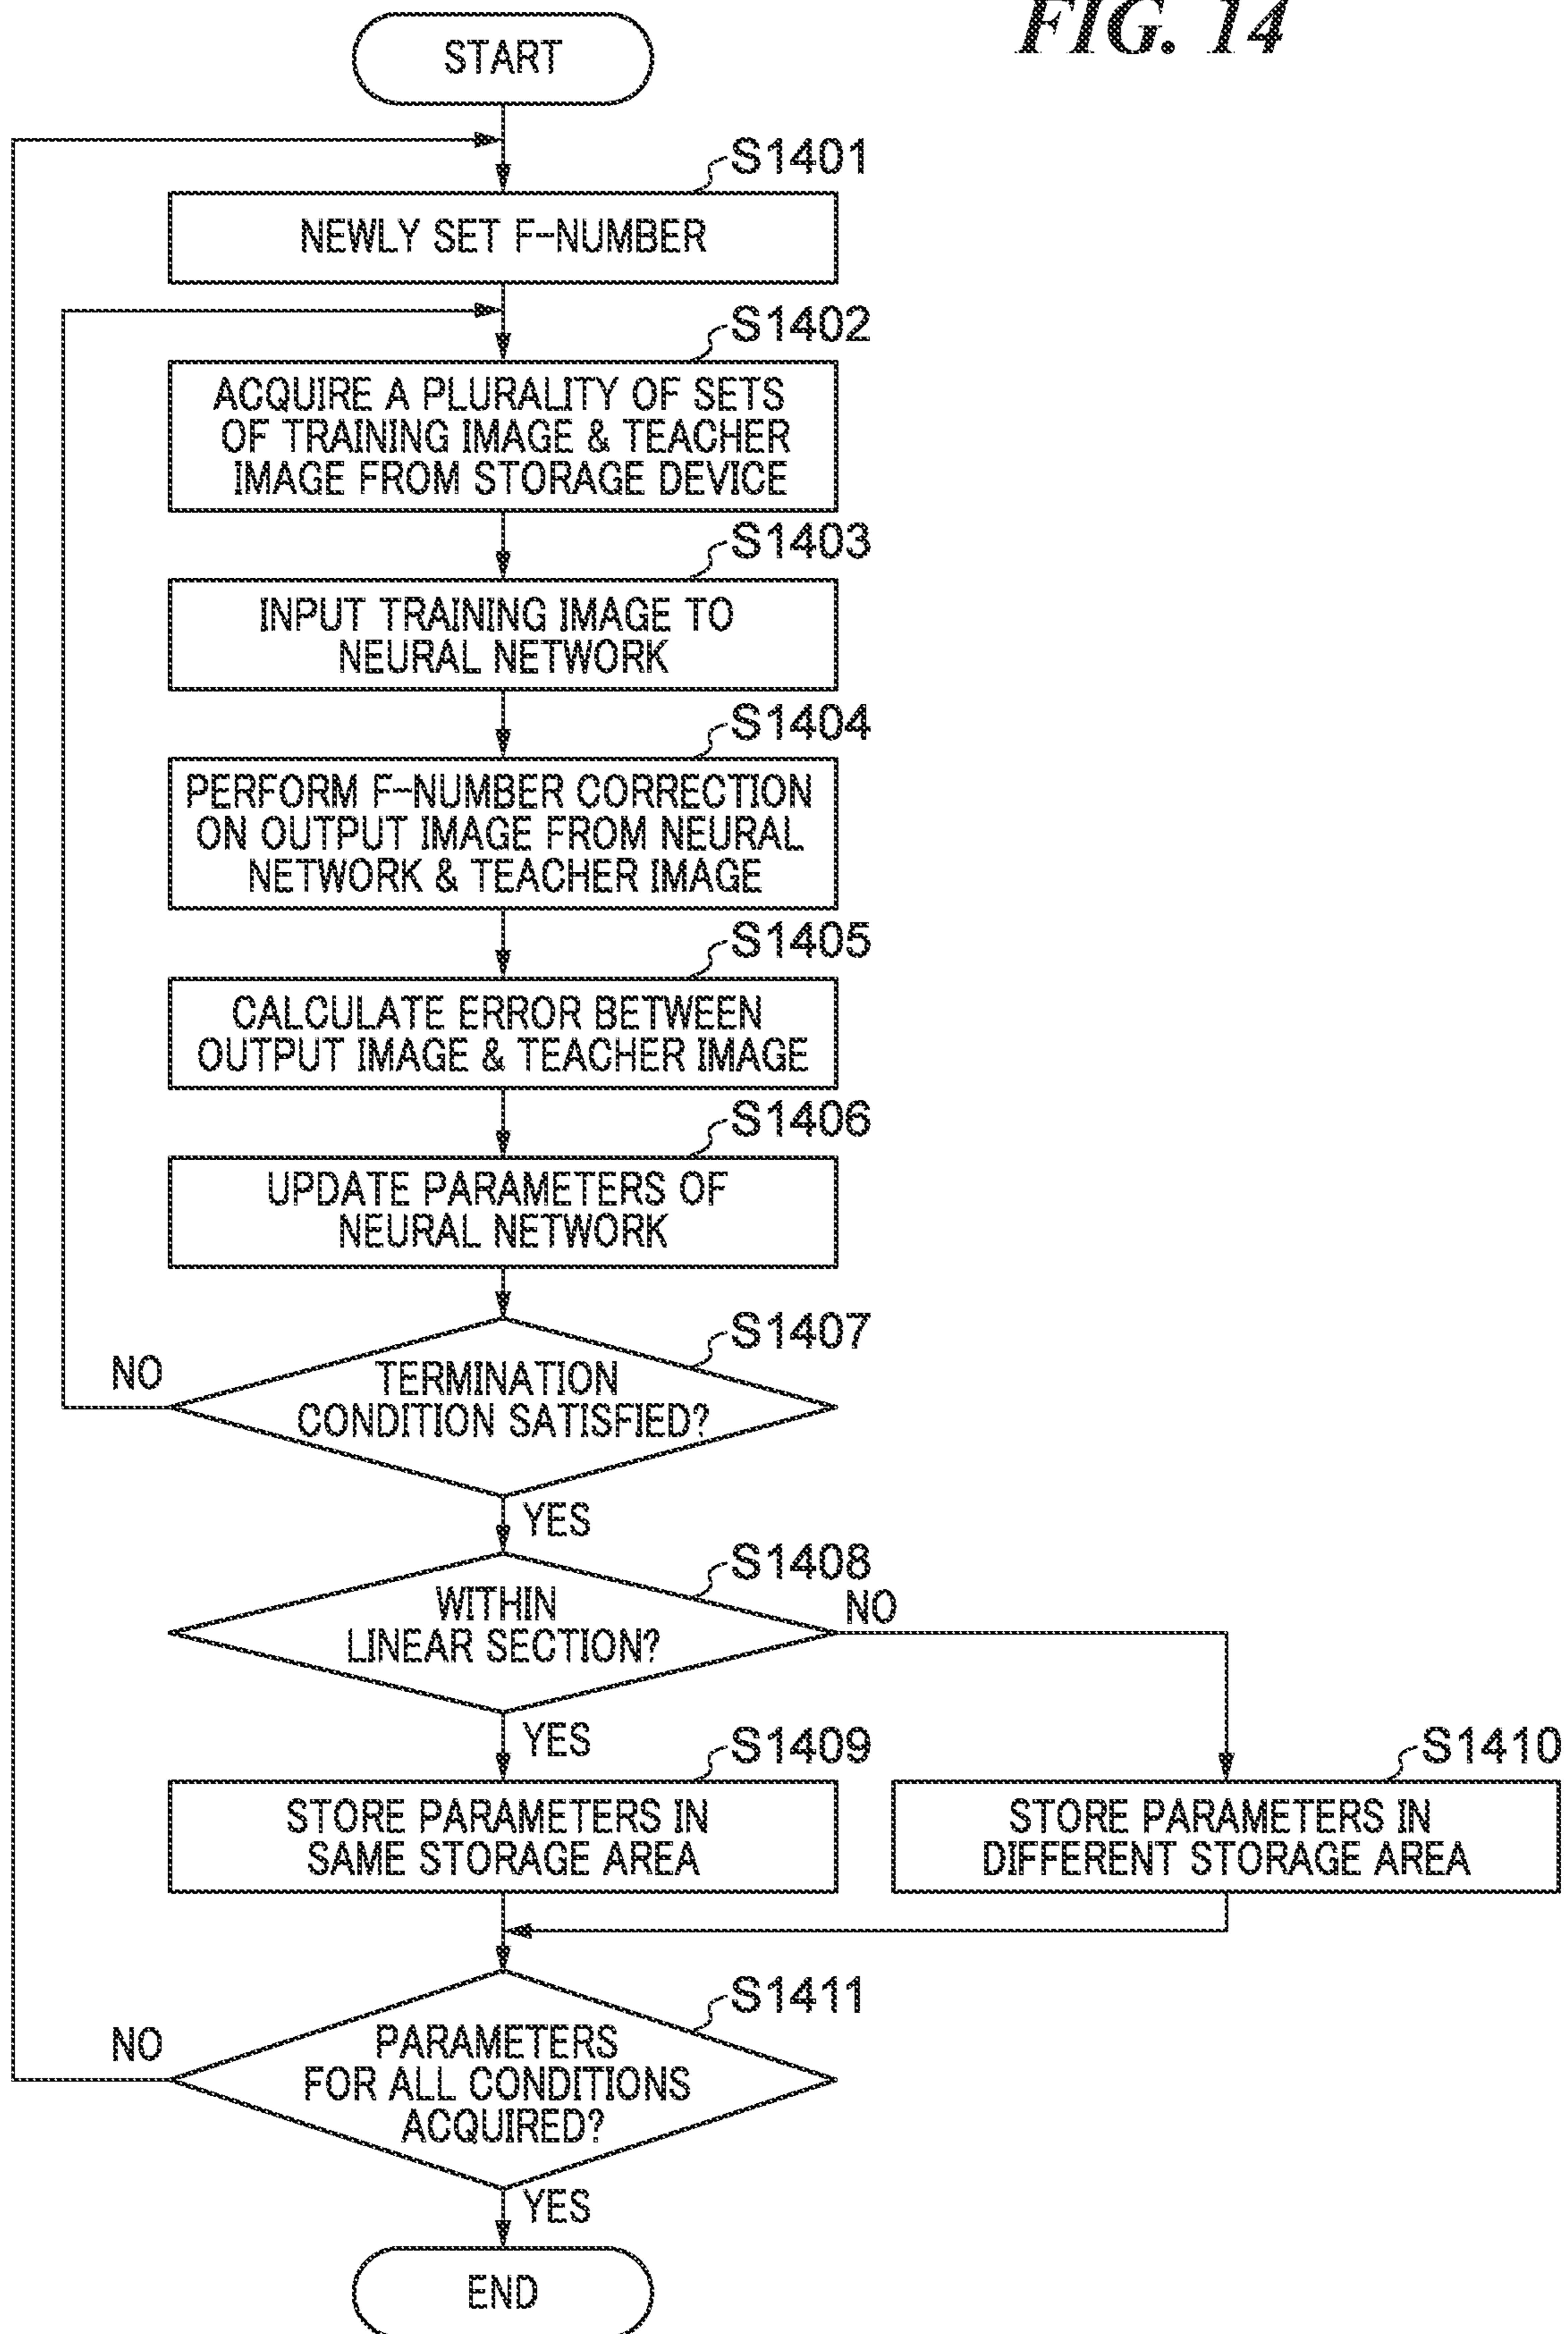 FIG. 14
START
S1401
NEWLY SET F-NUMBER
S1402
ACQUIRE A PLURALITY OF SETS
OF TRAINING IMAGE & TEACHER
IMAGE FROM STORAGE DEVICE
S1403
INPUT TRAINING IMAGE TO
NEURAL NETWORK
S1404
PERFORM F-NUMBER CORRECTION
ON OUTPUT IMAGE FROM NEURAL
NETWORK & TEACHER IMAGE
S1405
CALCULATE ERROR BETWEEN
OUTPUT IMAGE & TEACHER IMAGE
S1406
UPDATE PARAMETERS OF
NEURAL NETWORK
S1407
NO
TERMINATION
CONDITION SATISFIED?
YES
S1408
WITHIN
LINEAR SECTION?
NO
YES
S1409
STORE PARAMETERS IN
SAME STORAGE AREA
S1410
STORE PARAMETERS IN
DIFFERENT STORAGE AREA
S1411
NO
PARAMETERS
FOR ALL CONDITIONS
ACQUIRED?
YES
END